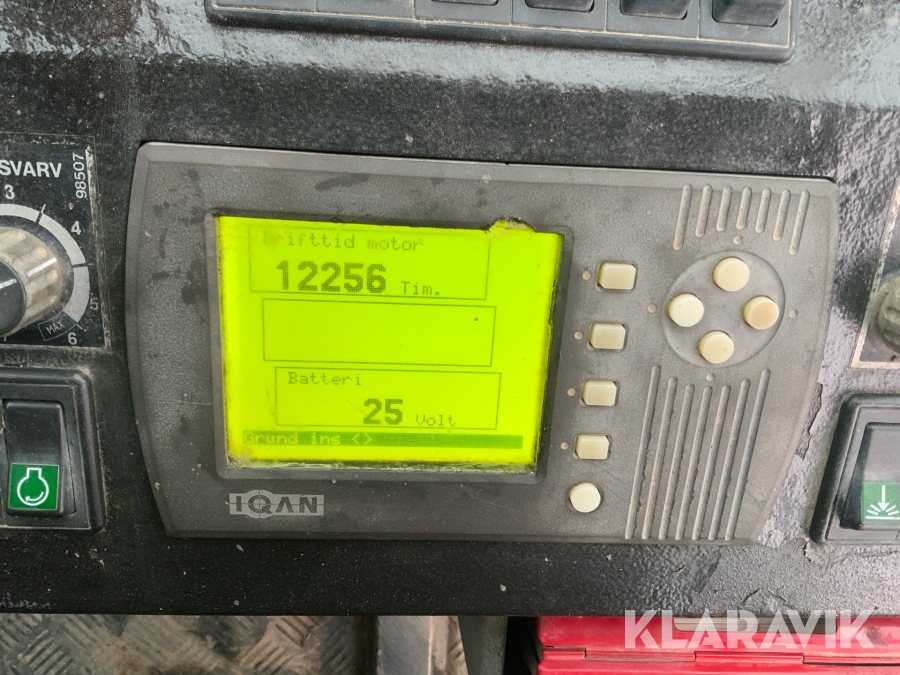 SVARV
98507
3
4
5
MAX
6
Drifttid motor
12256 Tim.
Batteri
25 Volt
Grund ins <>
IQAN
KLARAVIK